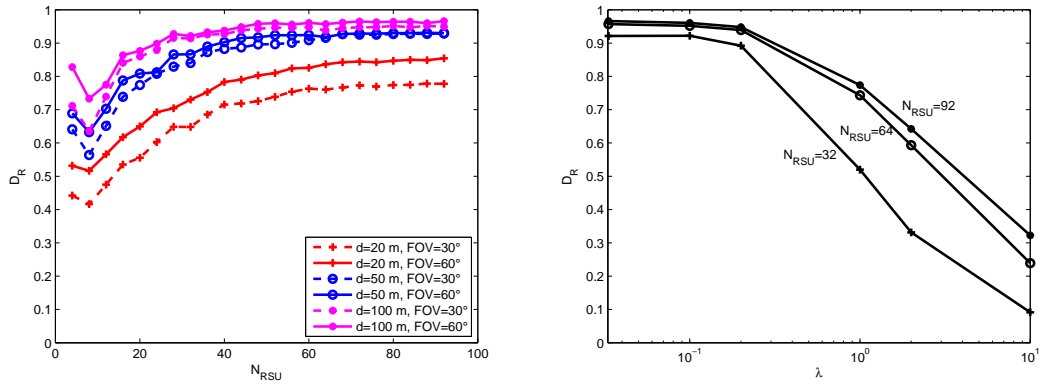 1
0.9
0.8
0.7
0.6
0.5
0.4
0.3
0.2
0.1
0
D_R
0 20 40 60 80 100
N_RSU
d=20 m, FOV=30°
d=20 m, FOV=60°
d=50 m, FOV=30°
d=50 m, FOV=60°
d=100 m, FOV=30°
d=100 m, FOV=60°
1
0.9
0.8
0.7
0.6
0.5
0.4
0.3
0.2
0.1
0
D_R
N_RSU=92
N_RSU=64
N_RSU=32
10^-1 10^0 10^1
λ